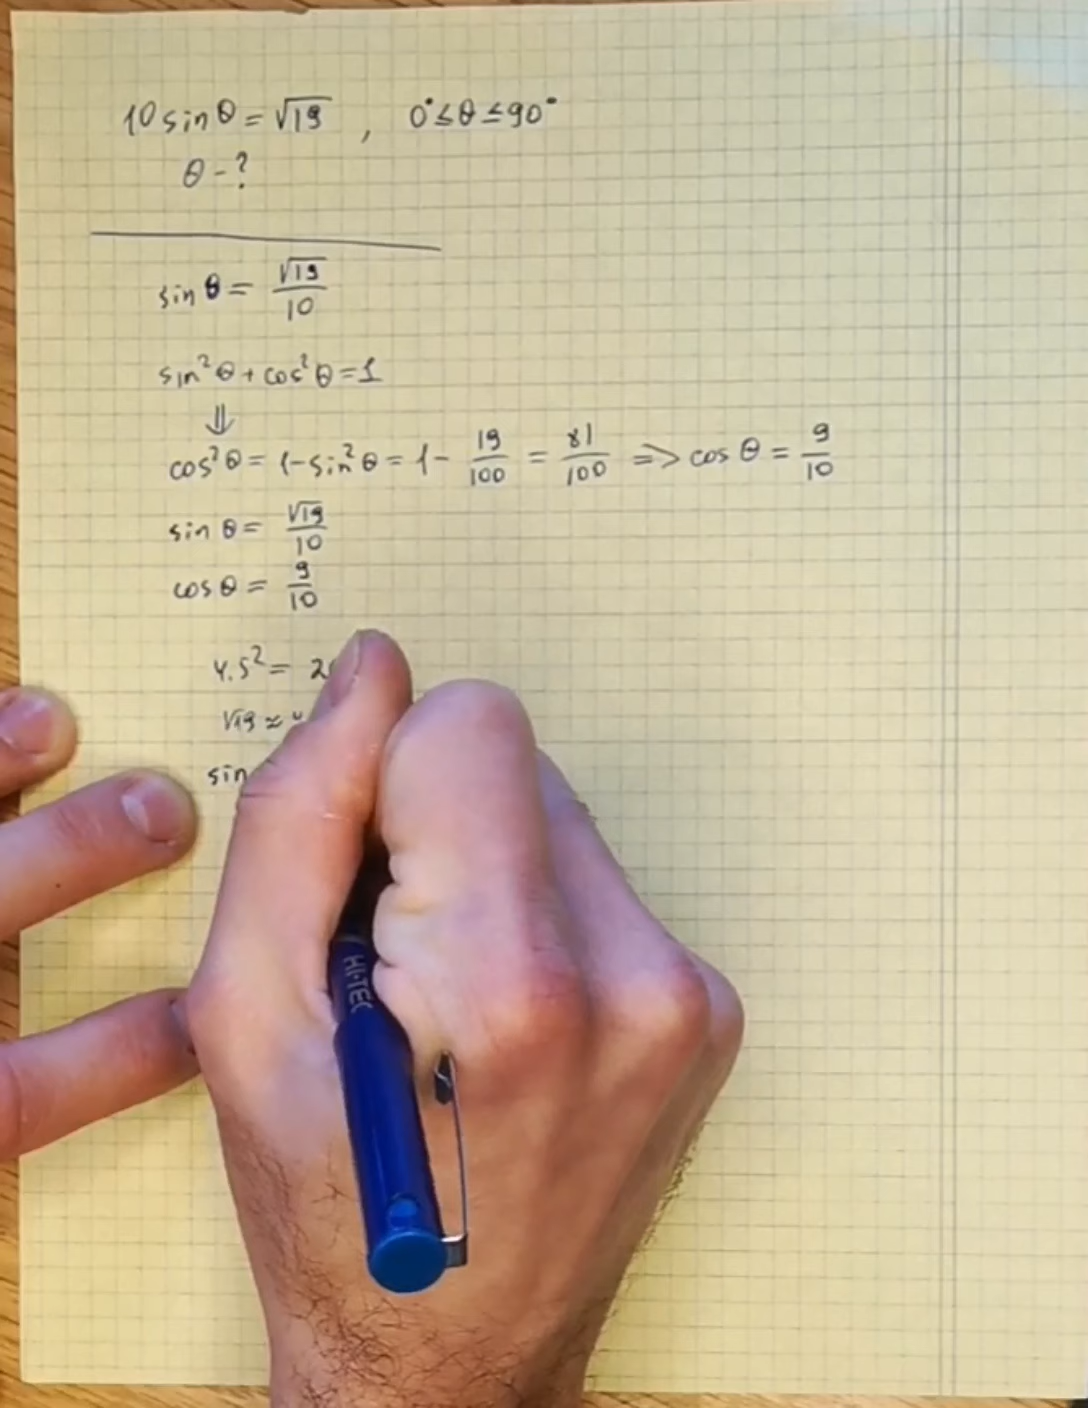 10 sin θ = √19 , 0° ≤ θ ≤ 90°
θ - ?
sin θ = √19/10
sin²θ + cos²θ = 1
⇓
cos²θ = 1 - sin²θ = 1 - 19/100 = 81/100 => cos θ = 9/10
sin θ = √19/10
cos θ = 9/10
4.5² = 2
√19 ≈
sin
HI-TEC